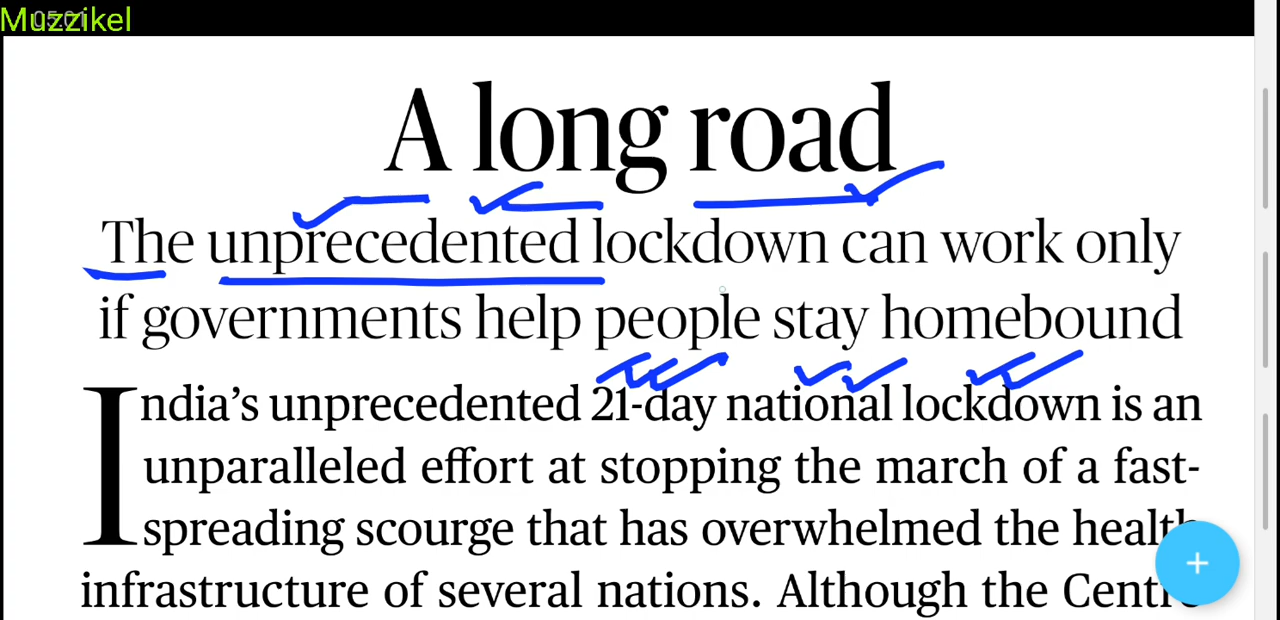 Muzzikel
A long road
The unprecedented lockdown can work only
if governments help people stay homebound
India’s unprecedented 21-day national lockdown is an
unparalleled effort at stopping the march of a fast-
spreading scourge that has overwhelmed the health
infrastructure of several nations. Although the Centre